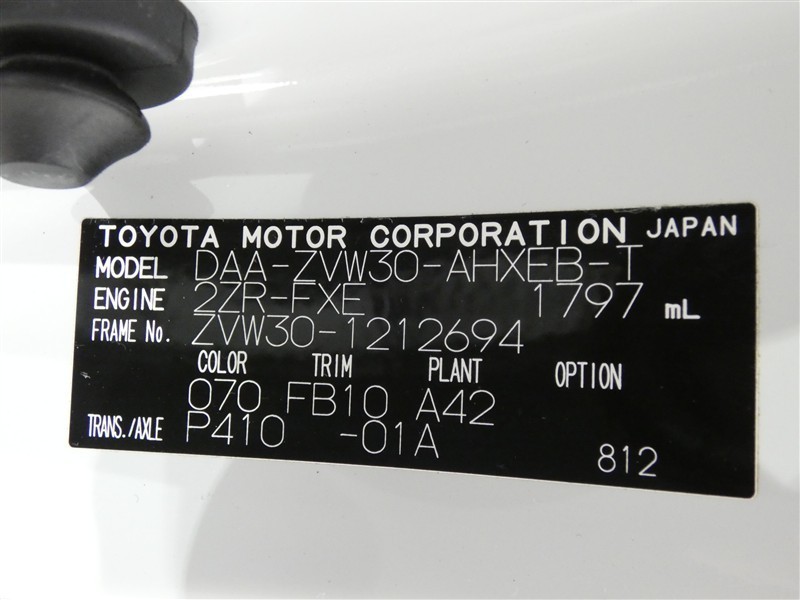 TOYOTA MOTOR CORPORATION JAPAN
MODEL DAA-ZVW30-AHXEB-T
ENGINE 2ZR-FXE 1797 mL
FRAME No. ZVW30-1212694
COLOR TRIM PLANT OPTION
070 FB10 A42
TRANS./AXLE P410 -01A
812